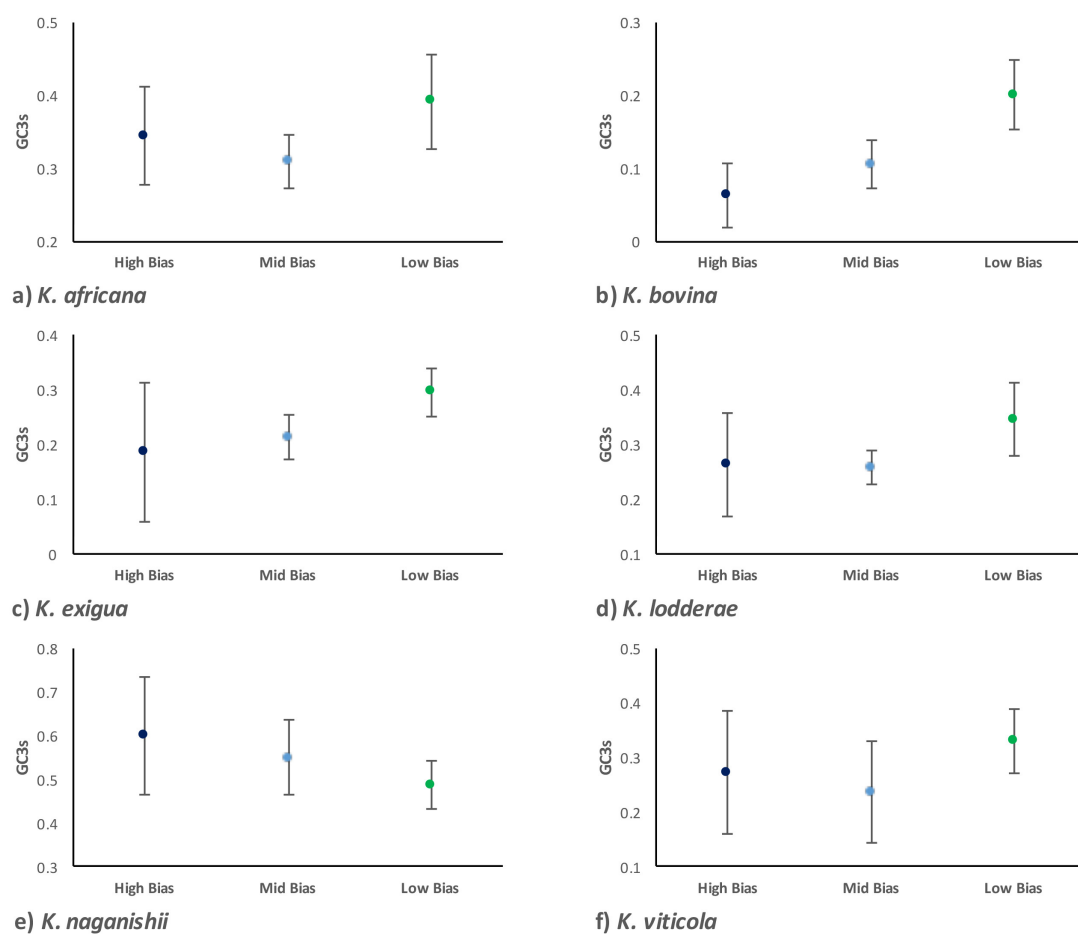 0.5
0.4
0.3
0.2
GC3s
High Bias Mid Bias Low Bias
a) K. africana
0.3
0.2
0.1
0
GC3s
High Bias Mid Bias Low Bias
b) K. bovina
0.4
0.3
0.2
0.1
0
GC3s
High Bias Mid Bias Low Bias
c) K. exigua
0.5
0.4
0.3
0.2
0.1
GC3s
High Bias Mid Bias Low Bias
d) K. lodderae
0.8
0.7
0.6
0.5
0.4
0.3
GC3s
High Bias Mid Bias Low Bias
e) K. naganishii
0.5
0.4
0.3
0.2
0.1
GC3s
High Bias Mid Bias Low Bias
f) K. viticola